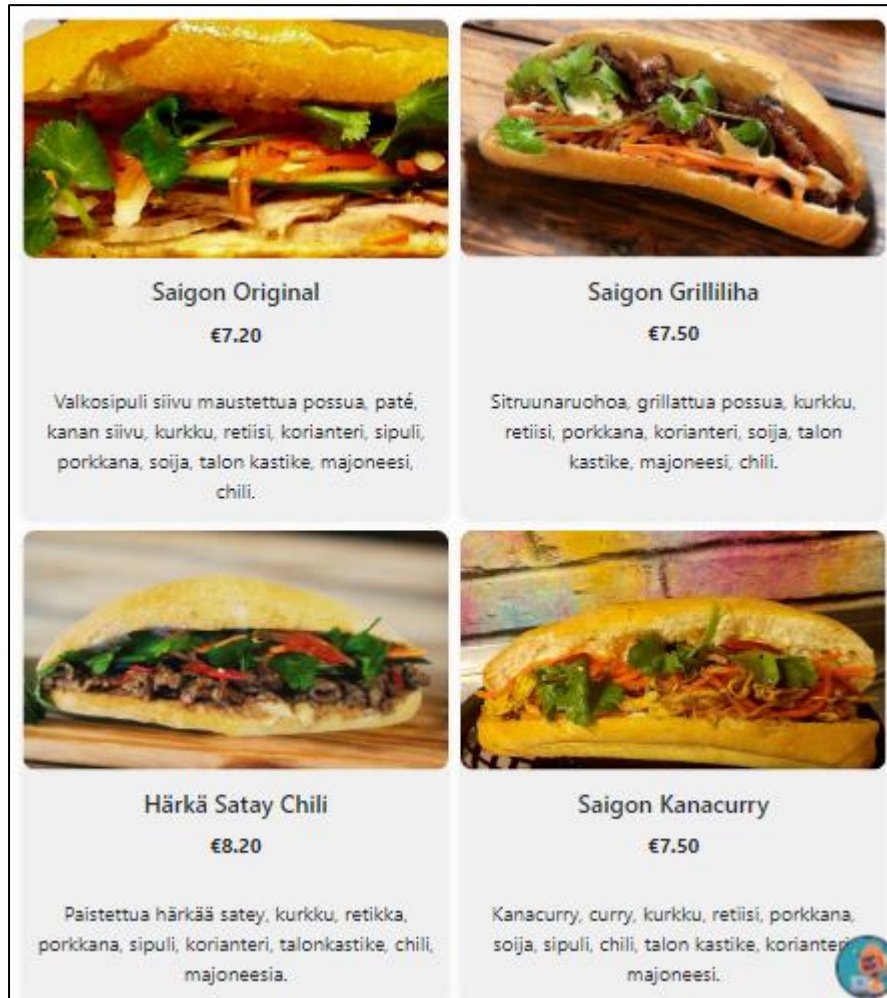 Saigon Original
€7.20
Valkosipuli siivu maustettua possua, paté,
kanan siivu, kurkku, retiisi, korianteri, sipuli,
porkkana, soija, talon kastike, majoneesi,
chili.
Saigon Grilliliha
€7.50
Sitruunaruohoa, grillattua possua, kurkku,
retiisi, porkkana, korianteri, soija, talon
kastike, majoneesi, chili.
Härkä Satay Chili
€8.20
Paistettua härkää satey, kurkku, retikka,
porkkana, sipuli, korianteri, talonkastike, chili,
majoneesia.
Saigon Kanacurry
€7.50
Kanacurry, curry, kurkku, retiisi, porkkana,
soija, sipuli, chili, talon kastike, korianteri,
majoneesi.